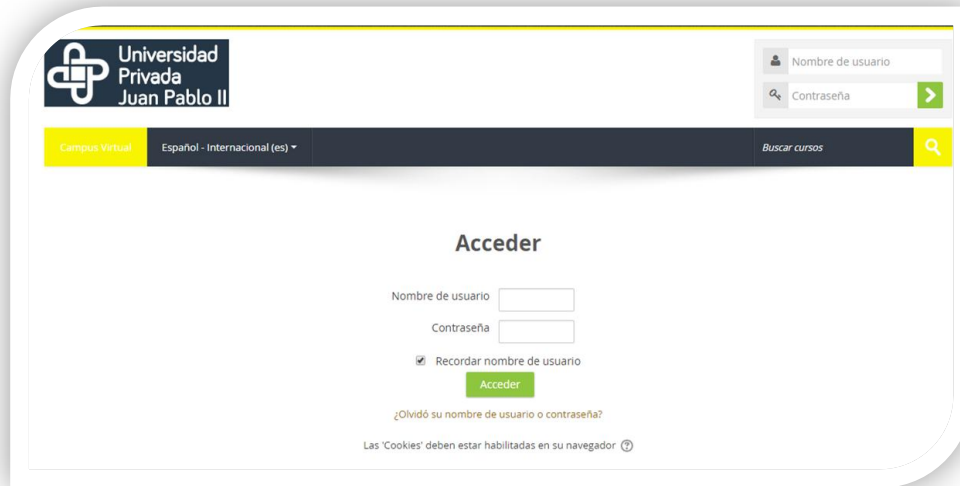 Universidad
Privada
Juan Pablo II
Nombre de usuario
Contraseña
Campus Virtual
Español - Internacional (es)
Buscar cursos
Acceder
Nombre de usuario
Contraseña
Recordar nombre de usuario
Acceder
¿Olvidó su nombre de usuario o contraseña?
Las 'Cookies' deben estar habilitadas en su navegador